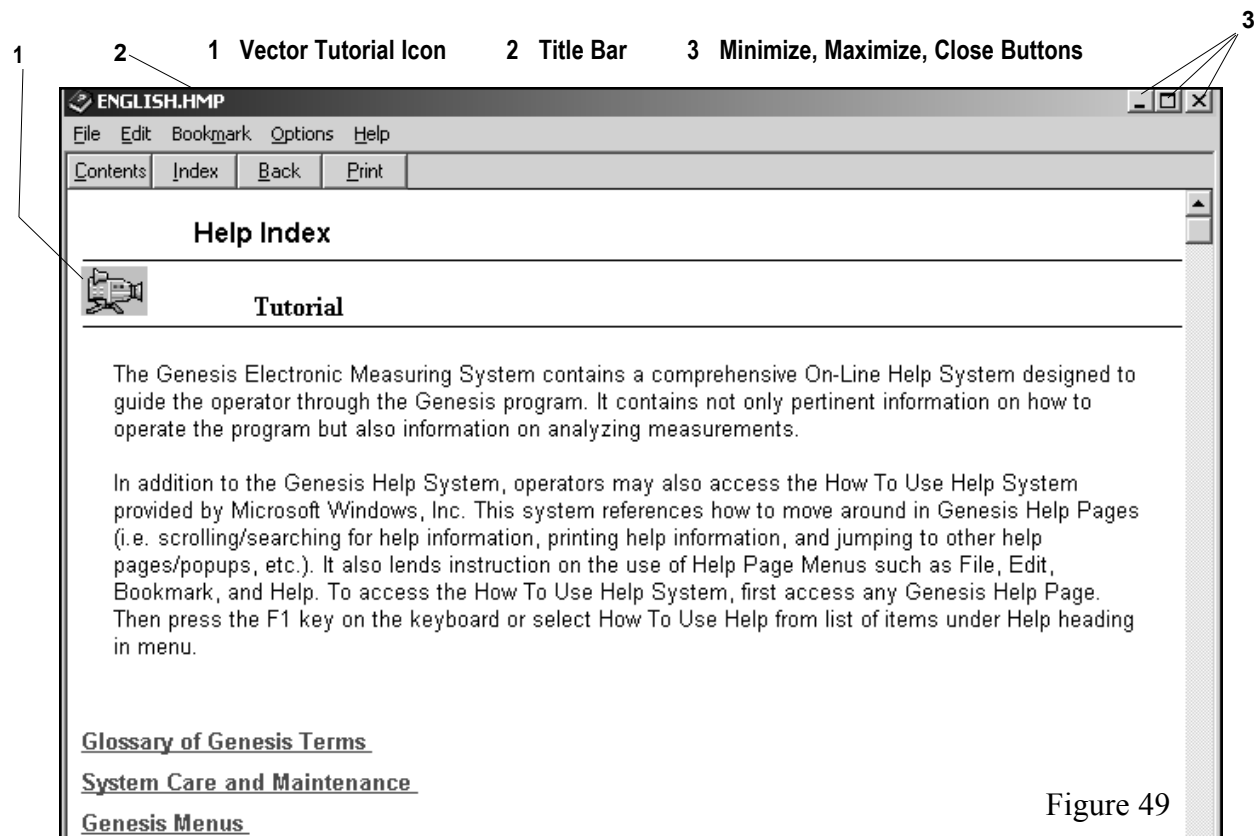 3
1 2 1 Vector Tutorial Icon 2 Title Bar 3 Minimize, Maximize, Close Buttons
ENGLISH.HMP
File Edit Bookmark Options Help
Contents Index Back Print
Help Index
Tutorial
The Genesis Electronic Measuring System contains a comprehensive On-Line Help System designed to
guide the operator through the Genesis program. It contains not only pertinent information on how to
operate the program but also information on analyzing measurements.
In addition to the Genesis Help System, operators may also access the How To Use Help System
provided by Microsoft Windows, Inc. This system references how to move around in Genesis Help Pages
(i.e. scrolling/searching for help information, printing help information, and jumping to other help
pages/popups, etc.). It also lends instruction on the use of Help Page Menus such as File, Edit,
Bookmark, and Help. To access the How To Use Help System, first access any Genesis Help Page.
Then press the F1 key on the keyboard or select How To Use Help from list of items under Help heading
in menu.
Glossary of Genesis Terms
System Care and Maintenance
Genesis Menus
Figure 49